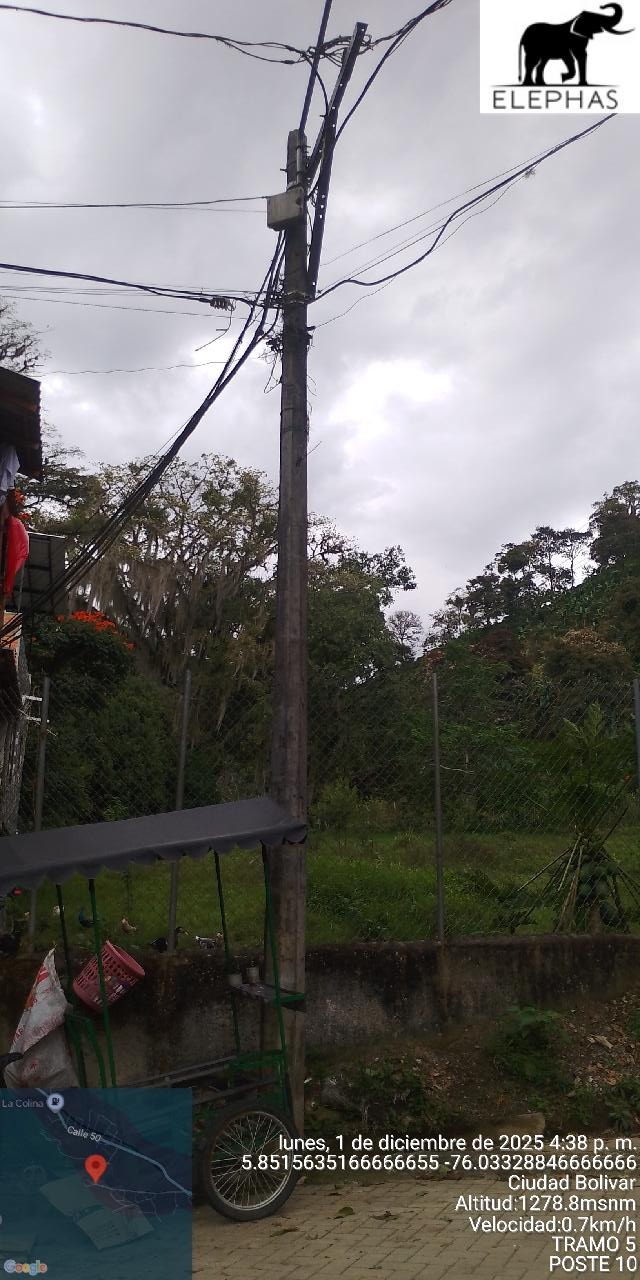 ELEPHAS
La Colina
Calle 50
Google
lunes, 1 de diciembre de 2025 4:38 p. m.
5.8515635166666655 -76.03328846666666
Ciudad Bolivar
Altitud:1278.8msnm
Velocidad:0.7km/h
TRAMO 5
POSTE 10